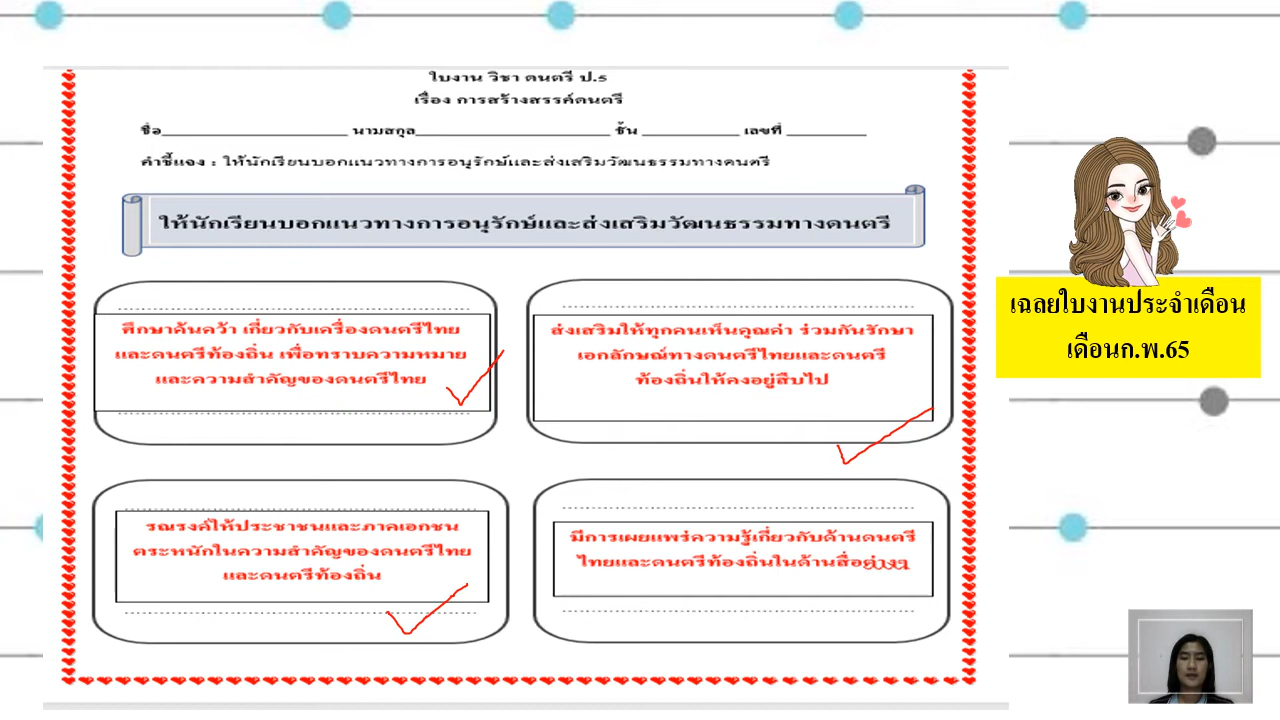 ใบงาน วิชา ดนตรี ป.5
เรื่อง การสร้างสรรค์ดนตรี
ชื่อ นามสกุล ชั้น เลขที่
คำชี้แจง : ให้นักเรียนบอกแนวทางการอนุรักษ์และส่งเสริมวัฒนธรรมทางดนตรี
ให้นักเรียนบอกแนวทางการอนุรักษ์และส่งเสริมวัฒนธรรมทางดนตรี
ศึกษาค้นคว้า เกี่ยวกับเครื่องดนตรีไทย
และดนตรีท้องถิ่น เพื่อทราบความหมาย
และความสำคัญของดนตรีไทย
ส่งเสริมให้ทุกคนเห็นคุณค่า ร่วมกันรักษา
เอกลักษณ์ทางดนตรีไทยและดนตรี
ท้องถิ่นให้คงอยู่สืบไป
รณรงค์ให้ประชาชนและภาคเอกชน
ตระหนักในความสำคัญของดนตรีไทย
และดนตรีท้องถิ่น
มีการเผยแพร่ความรู้เกี่ยวกับด้านดนตรี
ไทยและดนตรีท้องถิ่นในด้านสื่อต่างๆ
เฉลยใบงานประจำเดือน
เดือนก.พ.65